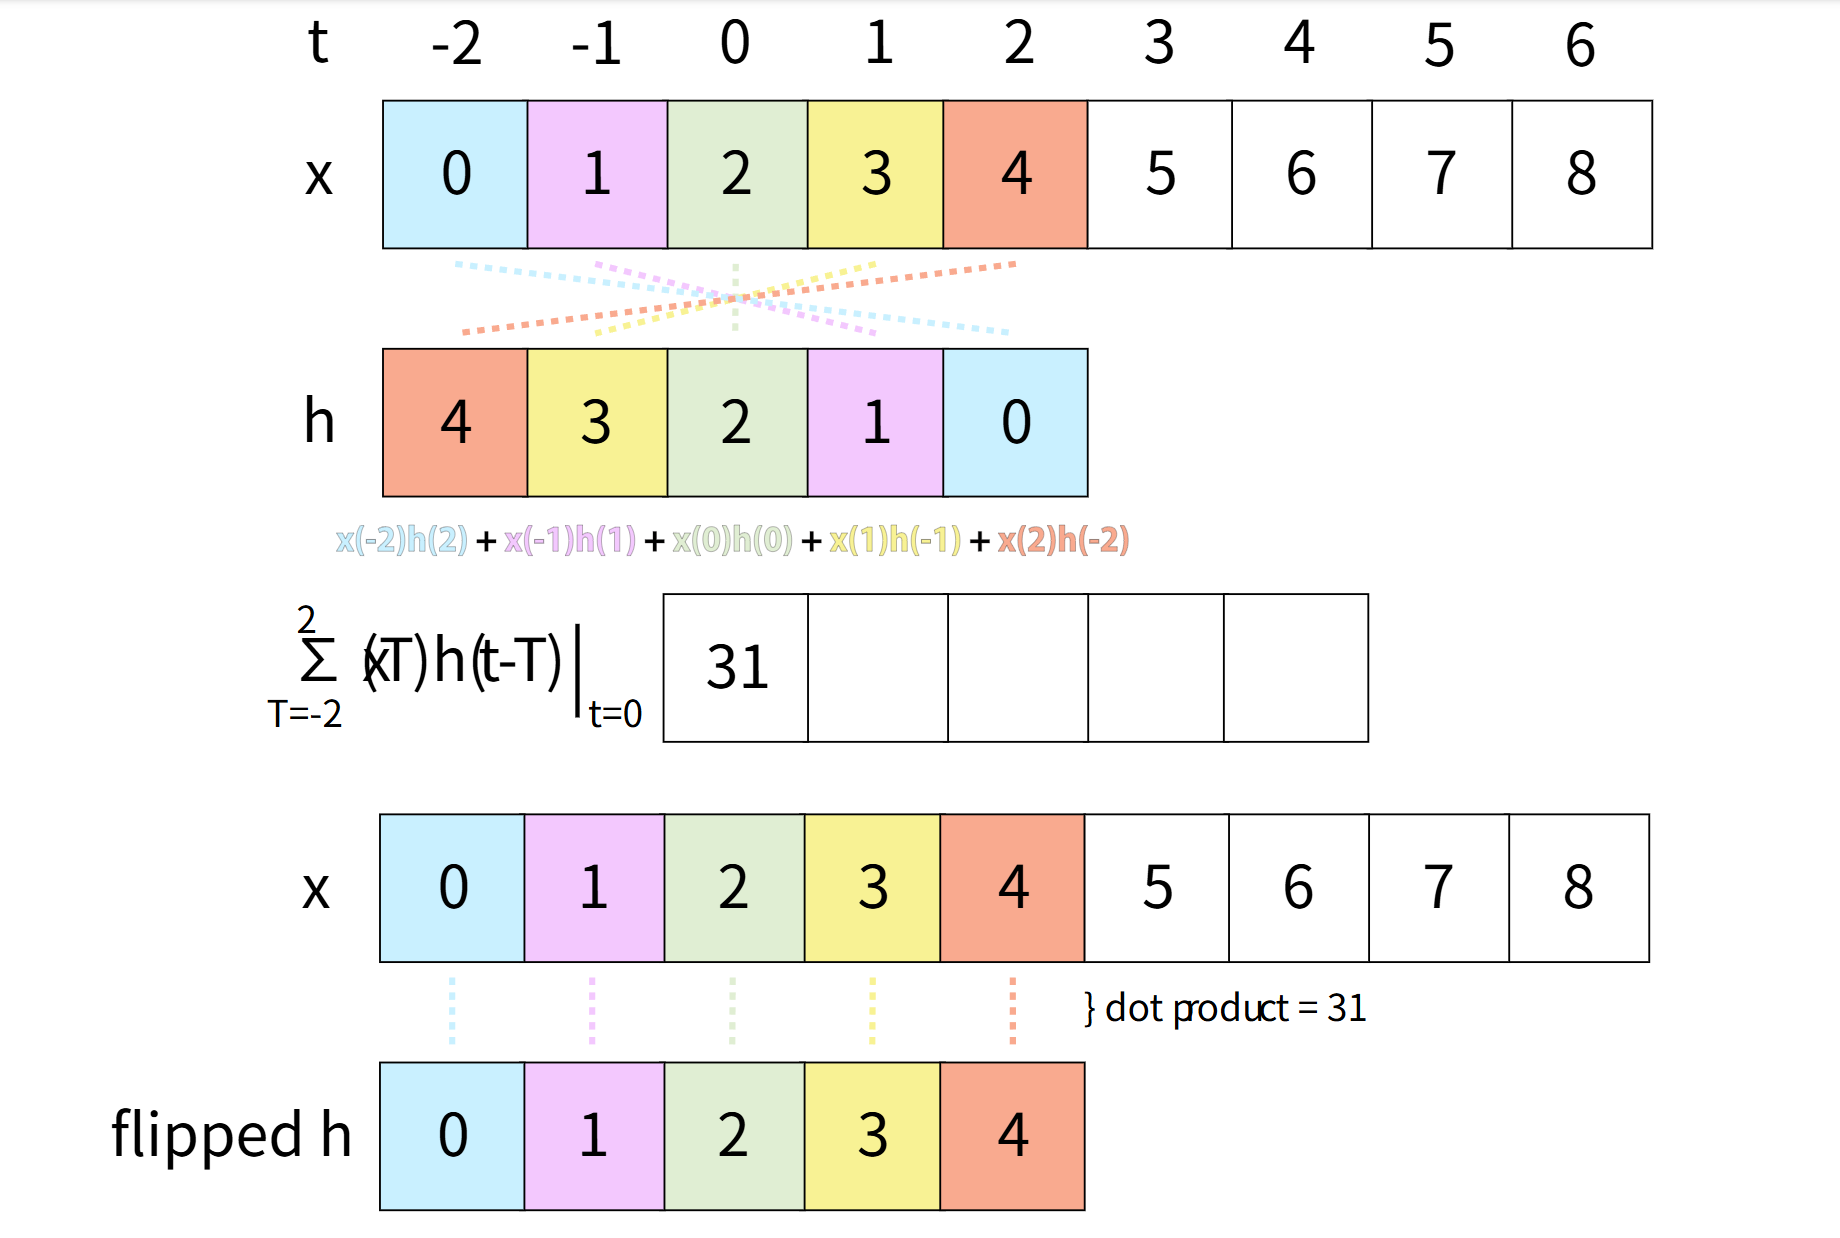 t -2 -1 0 1 2 3 4 5 6
x 0 1 2 3 4 5 6 7 8
h 4 3 2 1 0
x(-2)h(2) + x(-1)h(1) + x(0)h(0) + x(1)h(-1) + x(2)h(-2)
2
Σ x(T)h(t-T)| 31
T=-2 t=0
x 0 1 2 3 4 5 6 7 8
} dot product = 31
flipped h 0 1 2 3 4